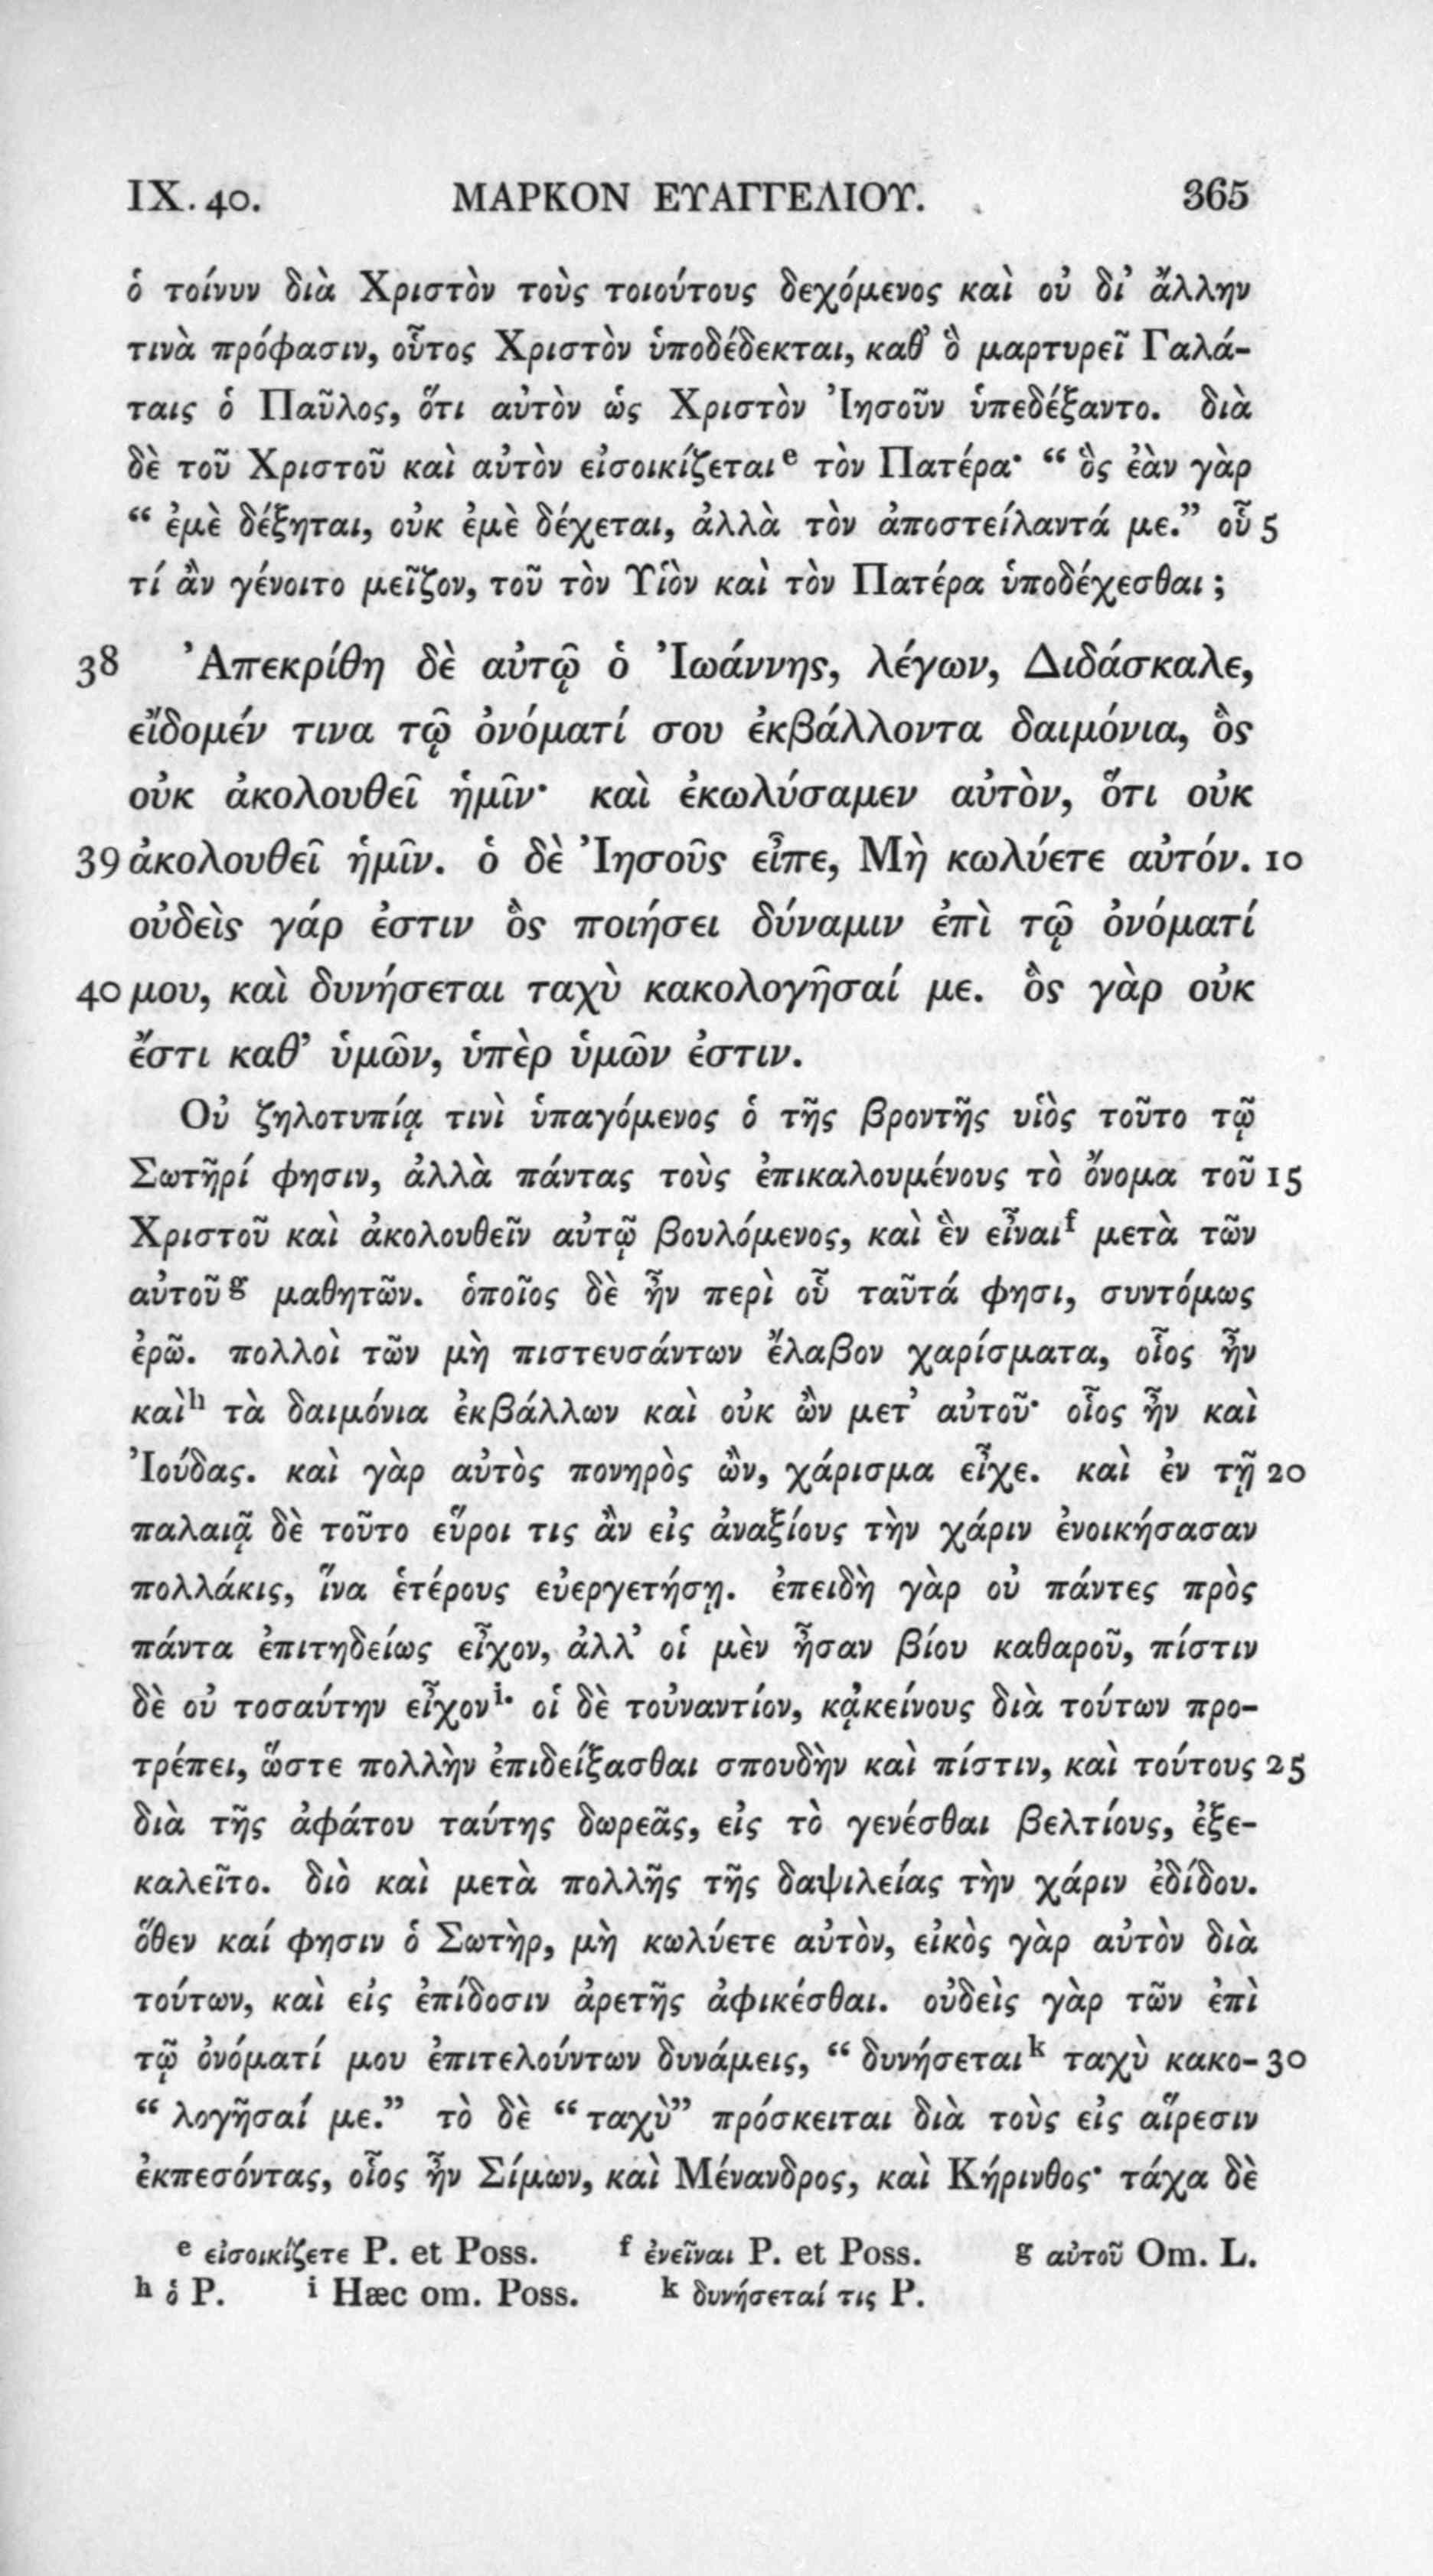 IX. 40. ΜΑΡΚΟΝ ΕΥΑΓΓΕΛΙΟΥ. 365
ὁ τοίνυν διὰ Χριστὸν τοὺς τοιούτους δεχόμενος καὶ οὐ δι’ ἄλλην
τινὰ πρόφασιν, οὗτος Χριστὸν ὑποδέδεκται, καθ’ ὃ μαρτυρεῖ Γαλά-
ταις ὁ Παῦλος, ὅτι αὐτὸν ὡς Χριστὸν Ἰησοῦν ὑπεδέξαντο. διὰ
δὲ τοῦ Χριστοῦ καὶ αὐτὸν εἰσοικίζεται e τὸν Πατέρα· “ ὃς ἐὰν γὰρ
“ ἐμὲ δέξηται, οὐκ ἐμὲ δέχεται, ἀλλὰ τὸν ἀποστείλαντά με.” οὗ 5
τί ἂν γένοιτο μεῖζον, τοῦ τὸν Υἱὸν καὶ τὸν Πατέρα ὑποδέχεσθαι ;
38 Ἀπεκρίθη δὲ αὐτῷ ὁ Ἰωάννης, λέγων, Διδάσκαλε,
εἴδομέν τινα τῷ ὀνόματί σου ἐκβάλλοντα δαιμόνια, ὃς
οὐκ ἀκολουθεῖ ἡμῖν· καὶ ἐκωλύσαμεν αὐτὸν, ὅτι οὐκ
39 ἀκολουθεῖ ἡμῖν. ὁ δὲ Ἰησοῦς εἶπε, Μὴ κωλύετε αὐτόν. 10
οὐδεὶς γάρ ἐστιν ὃς ποιήσει δύναμιν ἐπὶ τῷ ὀνόματί
40 μου, καὶ δυνήσεται ταχὺ κακολογῆσαί με. ὃς γὰρ οὐκ
ἔστι καθ’ ὑμῶν, ὑπὲρ ὑμῶν ἐστιν.
Οὐ ζηλοτυπίᾳ τινὶ ὑπαγόμενος ὁ τῆς βροντῆς υἱὸς τοῦτο τῷ
Σωτῆρί φησιν, ἀλλὰ πάντας τοὺς ἐπικαλουμένους τὸ ὄνομα τοῦ 15
Χριστοῦ καὶ ἀκολουθεῖν αὐτῷ βουλόμενος, καὶ ἓν εἶναι f μετὰ τῶν
αὐτοῦ g μαθητῶν. ὁποῖος δὲ ἦν περὶ οὗ ταῦτά φησι, συντόμως
ἐρῶ. πολλοὶ τῶν μὴ πιστευσάντων ἔλαβον χαρίσματα, οἷος ἦν
καὶ h τὰ δαιμόνια ἐκβάλλων καὶ οὐκ ὢν μετ’ αὐτοῦ· οἷος ἦν καὶ
Ἰούδας. καὶ γὰρ αὐτὸς πονηρὸς ὢν, χάρισμα εἶχε. καὶ ἐν τῇ 20
παλαιᾷ δὲ τοῦτο εὕροι τις ἂν εἰς ἀναξίους τὴν χάριν ἐνοικήσασαν
πολλάκις, ἵνα ἑτέρους εὐεργετήσῃ. ἐπειδὴ γὰρ οὐ πάντες πρὸς
πάντα ἐπιτηδείως εἶχον, ἀλλ’ οἱ μὲν ἦσαν βίου καθαροῦ, πίστιν
δὲ οὐ τοσαύτην εἶχον i· οἱ δὲ τοὐναντίον, κᾀκείνους διὰ τούτων προ-
τρέπει, ὥστε πολλὴν ἐπιδείξασθαι σπουδὴν καὶ πίστιν, καὶ τούτους 25
διὰ τῆς ἀφάτου ταύτης δωρεᾶς, εἰς τὸ γενέσθαι βελτίους, ἐξε-
καλεῖτο. διὸ καὶ μετὰ πολλῆς τῆς δαψιλείας τὴν χάριν ἐδίδου.
ὅθεν καί φησιν ὁ Σωτὴρ, μὴ κωλύετε αὐτὸν, εἰκὸς γὰρ αὐτὸν διὰ
τούτων, καὶ εἰς ἐπίδοσιν ἀρετῆς ἀφικέσθαι. οὐδεὶς γὰρ τῶν ἐπὶ
τῷ ὀνόματί μου ἐπιτελούντων δυνάμεις, “ δυνήσεται k ταχὺ κακο- 30
“ λογῆσαί με.” τὸ δὲ “ ταχὺ” πρόσκειται διὰ τοὺς εἰς αἵρεσιν
ἐκπεσόντας, οἷος ἦν Σίμων, καὶ Μένανδρος, καὶ Κήρινθος· τάχα δὲ
e εἰσοικίζετε P. et Poss. f ἐνεῖναι P. et Poss. g αὐτοῦ Om. L.
h ὁ P. i Hæc om. Poss. k δυνήσεταί τις P.